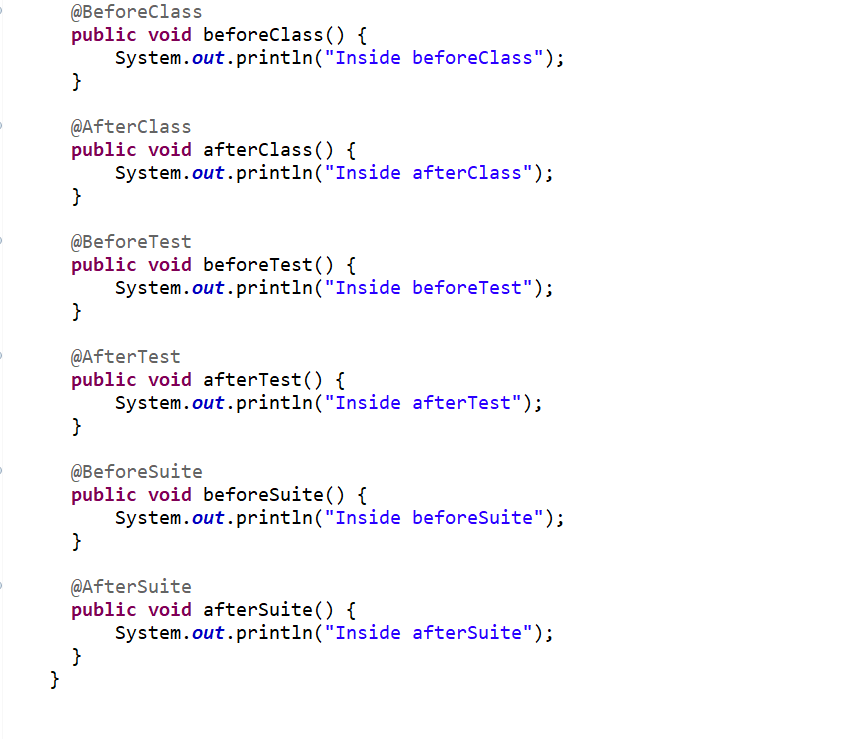 @BeforeClass
public void beforeClass() {
System.out.println("Inside beforeClass");
}
@AfterClass
public void afterClass() {
System.out.println("Inside afterClass");
}
@BeforeTest
public void beforeTest() {
System.out.println("Inside beforeTest");
}
@AfterTest
public void afterTest() {
System.out.println("Inside afterTest");
}
@BeforeSuite
public void beforeSuite() {
System.out.println("Inside beforeSuite");
}
@AfterSuite
public void afterSuite() {
System.out.println("Inside afterSuite");
}
}